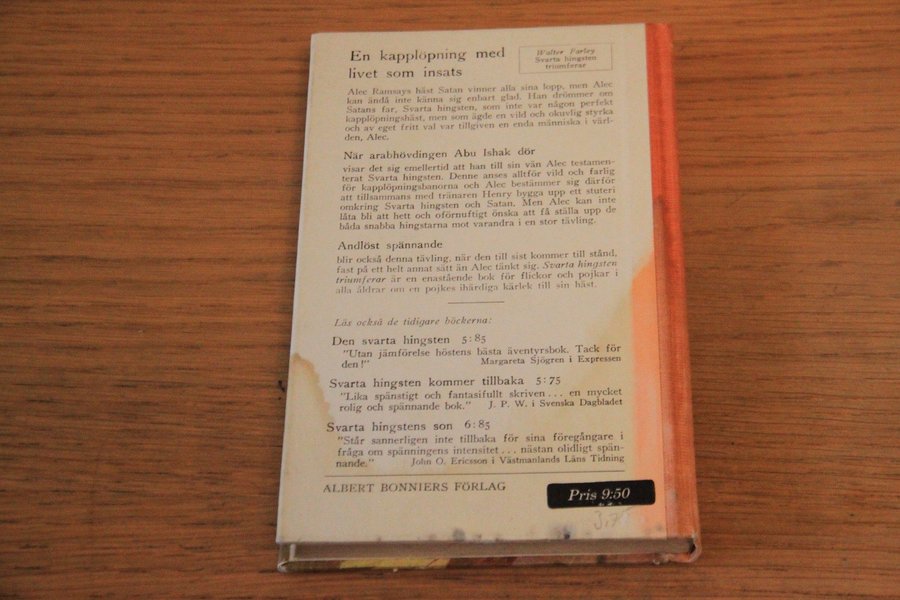 En kapplöpning med
livet som insats
Walter Farley
Svarta hingsten
triumferar
Alec Ramsays häst Satan vinner alla sina lopp, men Alec
kan ändå inte känna sig enbart glad. Han drömmer om
Satans far, Svarta hingsten, som inte var någon perfekt
kapplöpningshäst, men som ägde en vild och okuvlig styrka
och av eget fritt val var tillgiven en enda människa i värl-
den, Alec.
När arabhövdingen Abu Ishak dör
visar det sig emellertid att han till sin vän Alec testamen-
terat Svarta hingsten. Denne anses alltför vild och farlig
för kapplöpningsbanorna och Alec bestämmer sig därför
att tillsammans med tränaren Henry bygga upp ett stuteri
omkring Svarta hingsten och Satan. Men Alec kan inte
låta bli att hett och oförnuftigt önska att få ställa upp de
båda snabba hingstarna mot varandra i en stor tävling.
Andlöst spännande
blir också denna tävling, när den till sist kommer till stånd,
fast på ett helt annat sätt än Alec tänkt sig. Svarta hingsten
triumferar är en enastående bok för flickor och pojkar i
alla åldrar om en pojkes ihärdiga kärlek till sin häst.
Läs också de tidigare böckerna:
Den svarta hingsten 5:85
"Utan jämförelse höstens bästa äventyrsbok. Tack för
den!" Margareta Sjögren i Expressen
Svarta hingsten kommer tillbaka 5:75
"Lika spänstigt och fantasifullt skriven... en mycket
rolig och spännande bok." J. P. W. i Svenska Dagbladet
Svarta hingstens son 6:85
"Står sannerligen inte tillbaka för sina föregångare i
fråga om spänningens intensitet... nästan olidligt spän-
nande." John O. Ericsson i Västmanlands Läns Tidning
ALBERT BONNIERS FÖRLAG
Pris 9:50